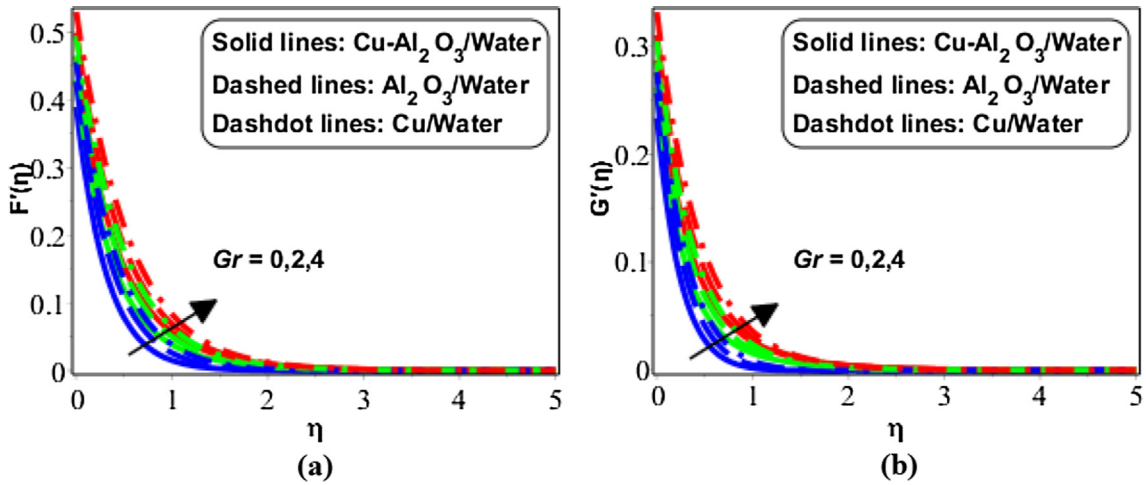 Solid lines: Cu-Al2O3/Water
Dashed lines: Al2O3/Water
Dashdot lines: Cu/Water
Gr = 0,2,4
F′(η)
0.5
0.4
0.3
0.2
0.1
0
0 1 2 3 4 5
η
(a)
Solid lines: Cu-Al2O3/Water
Dashed lines: Al2O3/Water
Dashdot lines: Cu/Water
Gr = 0,2,4
G′(η)
0.3
0.2
0.1
0
0 1 2 3 4 5
η
(b)